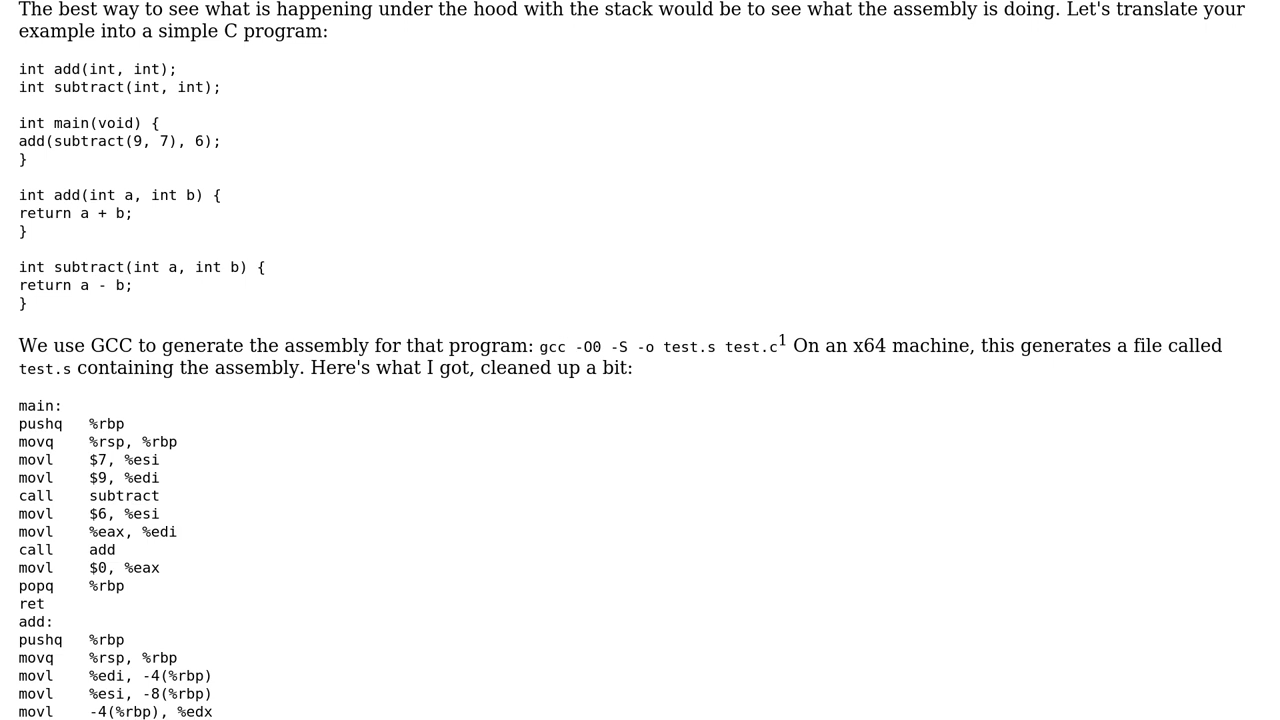 The best way to see what is happening under the hood with the stack would be to see what the assembly is doing. Let's translate your
example into a simple C program:
int add(int, int);
int subtract(int, int);
int main(void) {
add(subtract(9, 7), 6);
}
int add(int a, int b) {
return a + b;
}
int subtract(int a, int b) {
return a - b;
}
We use GCC to generate the assembly for that program: gcc -O0 -S -o test.s test.c1 On an x64 machine, this generates a file called
test.s containing the assembly. Here's what I got, cleaned up a bit:
main:
pushq %rbp
movq %rsp, %rbp
movl $7, %esi
movl $9, %edi
call subtract
movl $6, %esi
movl %eax, %edi
call add
movl $0, %eax
popq %rbp
ret
add:
pushq %rbp
movq %rsp, %rbp
movl %edi, -4(%rbp)
movl %esi, -8(%rbp)
movl -4(%rbp), %edx